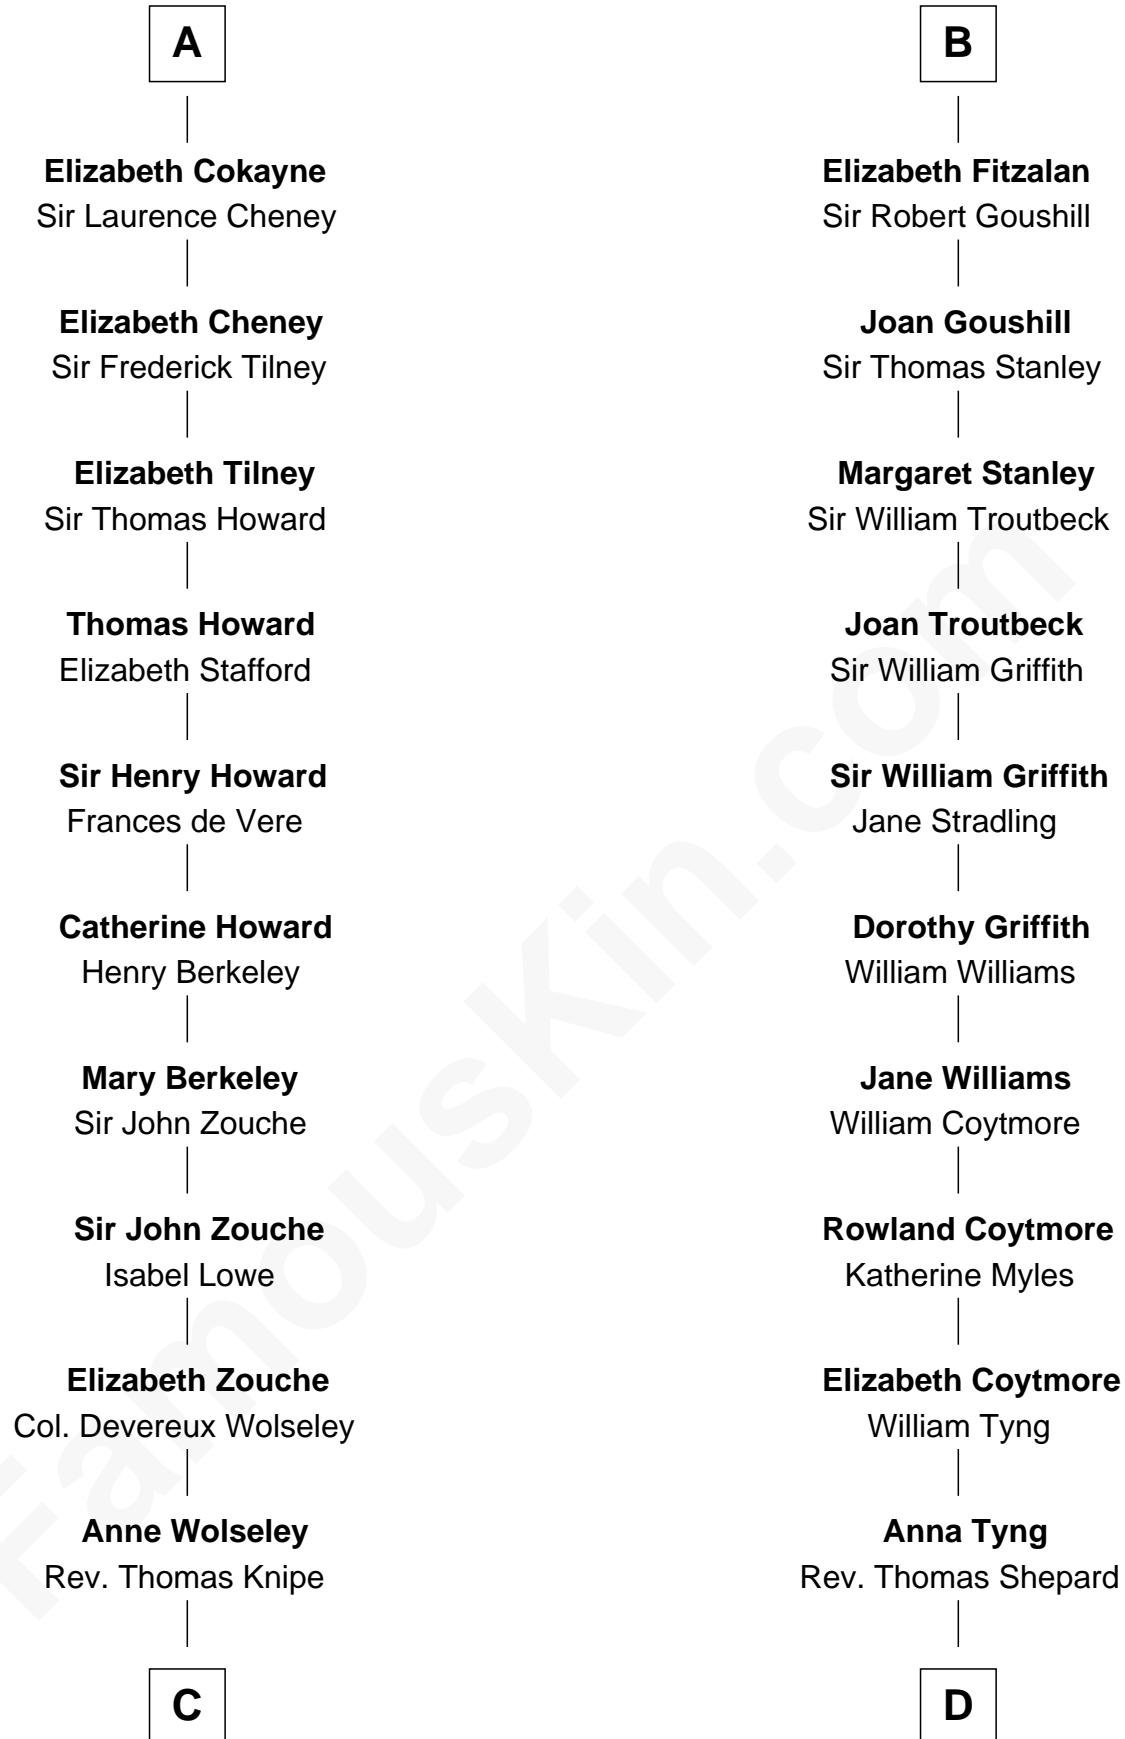 A
Elizabeth Cokayne
Sir Laurence Cheney
Elizabeth Cheney
Sir Frederick Tilney
Elizabeth Tilney
Sir Thomas Howard
Thomas Howard
Elizabeth Stafford
Sir Henry Howard
Frances de Vere
Catherine Howard
Henry Berkeley
Mary Berkeley
Sir John Zouche
Sir John Zouche
Isabel Lowe
Elizabeth Zouche
Col. Devereux Wolseley
Anne Wolseley
Rev. Thomas Knipe
C
B
Elizabeth Fitzalan
Sir Robert Goushill
Joan Goushill
Sir Thomas Stanley
Margaret Stanley
Sir William Troutbeck
Joan Troutbeck
Sir William Griffith
Sir William Griffith
Jane Stradling
Dorothy Griffith
William Williams
Jane Williams
William Coytmore
Rowland Coytmore
Katherine Myles
Elizabeth Coytmore
William Tyng
Anna Tyng
Rev. Thomas Shepard
D
FamousKin.com